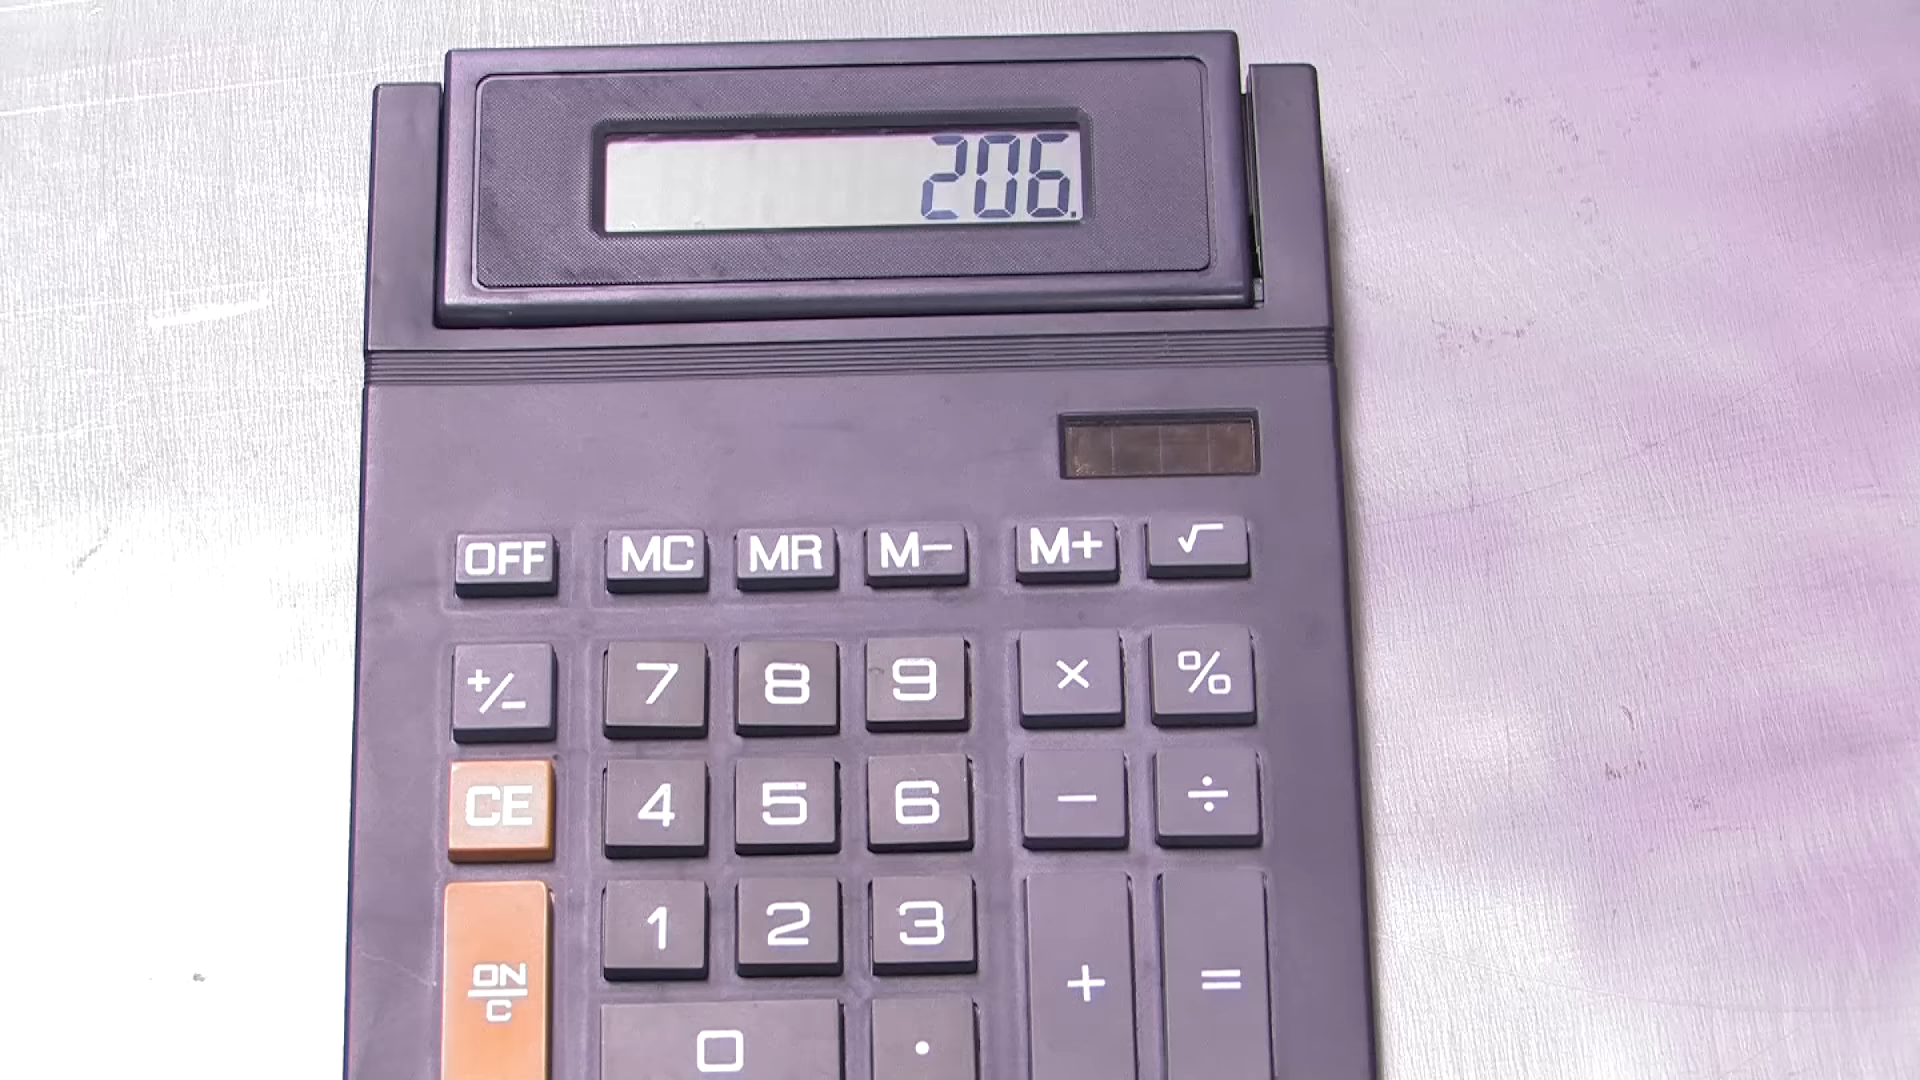 206.
OFF MC MR M− M+ √
+/− 7 8 9 × %
CE 4 5 6 − ÷
ON/C 1 2 3 + =
0 .